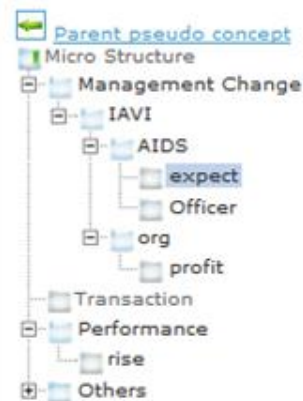 Parent pseudo concept
Micro Structure
Management Change
IAVI
AIDS
expect
Officer
org
profit
Transaction
Performance
rise
Others